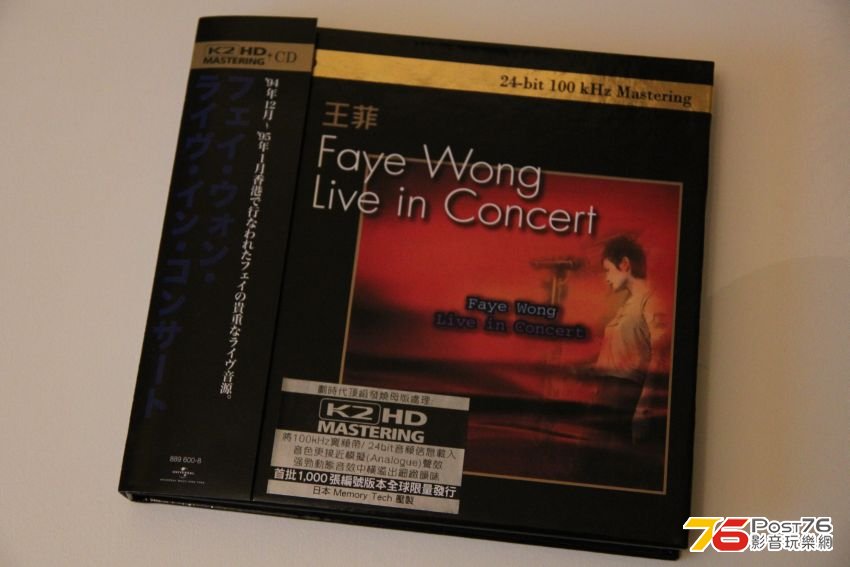 K2 HD
MASTERING +CD
フェイ・ウォン・
ライヴ・イン・コンサート
'94年12月〜'95年1月香港で行なわれたフェイの貴重なライヴ音源。
889 600-8
UNIVERSAL
24-bit 100 kHz Mastering
王菲
Faye Wong
Live in Concert
Faye Wong
Live in Concert
劃時代頂級發燒母版處理
K2 HD
MASTERING
將100kHz寬頻帶/24bit音頻信息載入
音色更接近模擬(Analogue)聲效
強勁動態音效中橫溢出細緻韻味
首批1,000張編號版本全球限量發行
日本 Memory Tech 壓製
76 POST76
影音玩樂網